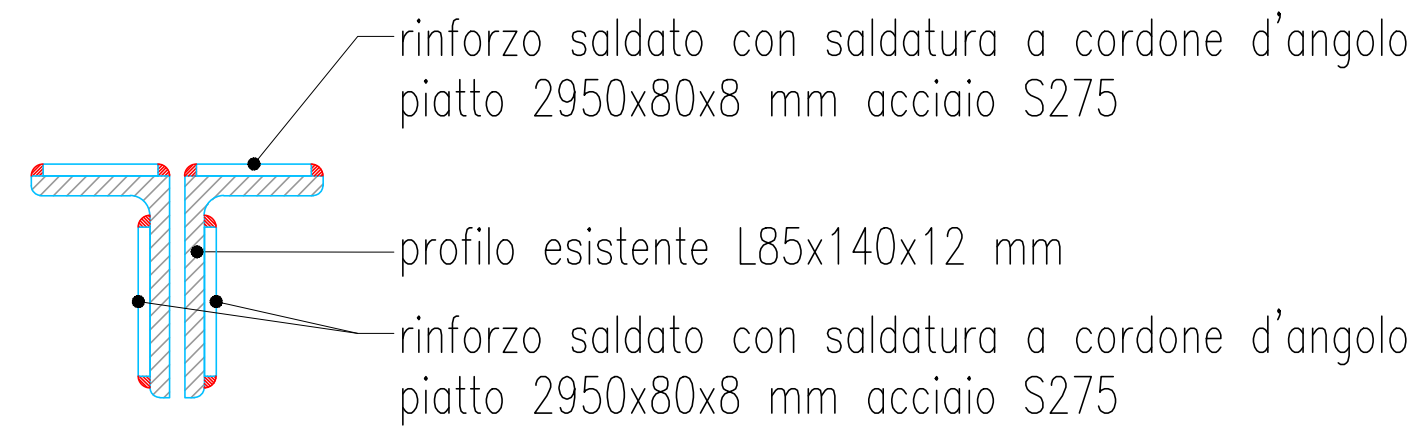 rinforzo saldato con saldatura a cordone d'angolo
piatto 2950x80x8 mm acciaio S275
profilo esistente L85x140x12 mm
rinforzo saldato con saldatura a cordone d'angolo
piatto 2950x80x8 mm acciaio S275